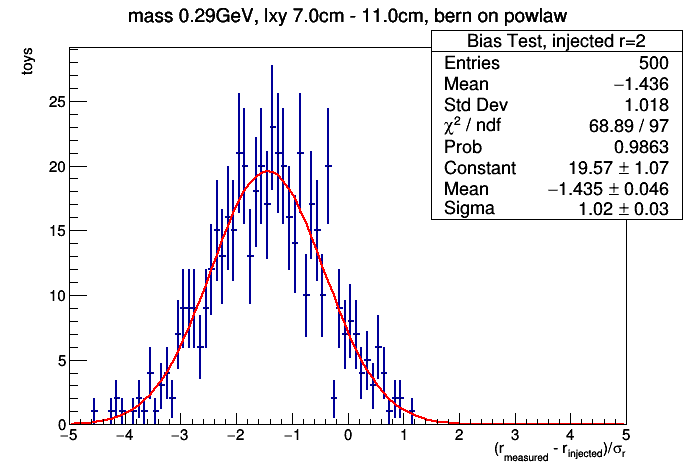 mass 0.29GeV, lxy 7.0cm - 11.0cm, bern on powlaw
Bias Test, injected r=2
Entries 500
Mean −1.436
Std Dev 1.018
χ² / ndf 68.89 / 97
Prob 0.9863
Constant 19.57 ± 1.07
Mean −1.435 ± 0.046
Sigma 1.02 ± 0.03
toys
25
20
15
10
5
0
−5 −4 −3 −2 −1 0 1 2 3 4 5
(r_measured - r_injected)/σ_r